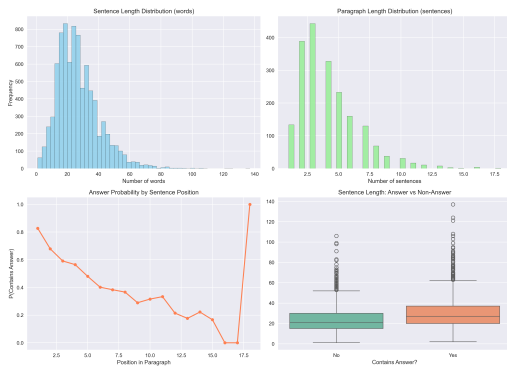 Sentence Length Distribution (words)
Frequency
800
700
600
500
400
300
200
100
0
0 20 40 60 80 100 120 140
Number of words
Paragraph Length Distribution (sentences)
400
300
200
100
0
2.5 5.0 7.5 10.0 12.5 15.0 17.5
Number of sentences
Answer Probability by Sentence Position
P(Contains Answer)
1.0
0.8
0.6
0.4
0.2
0.0
2.5 5.0 7.5 10.0 12.5 15.0 17.5
Position in Paragraph
Sentence Length: Answer vs Non-Answer
140
120
100
80
60
40
20
0
No Yes
Contains Answer?